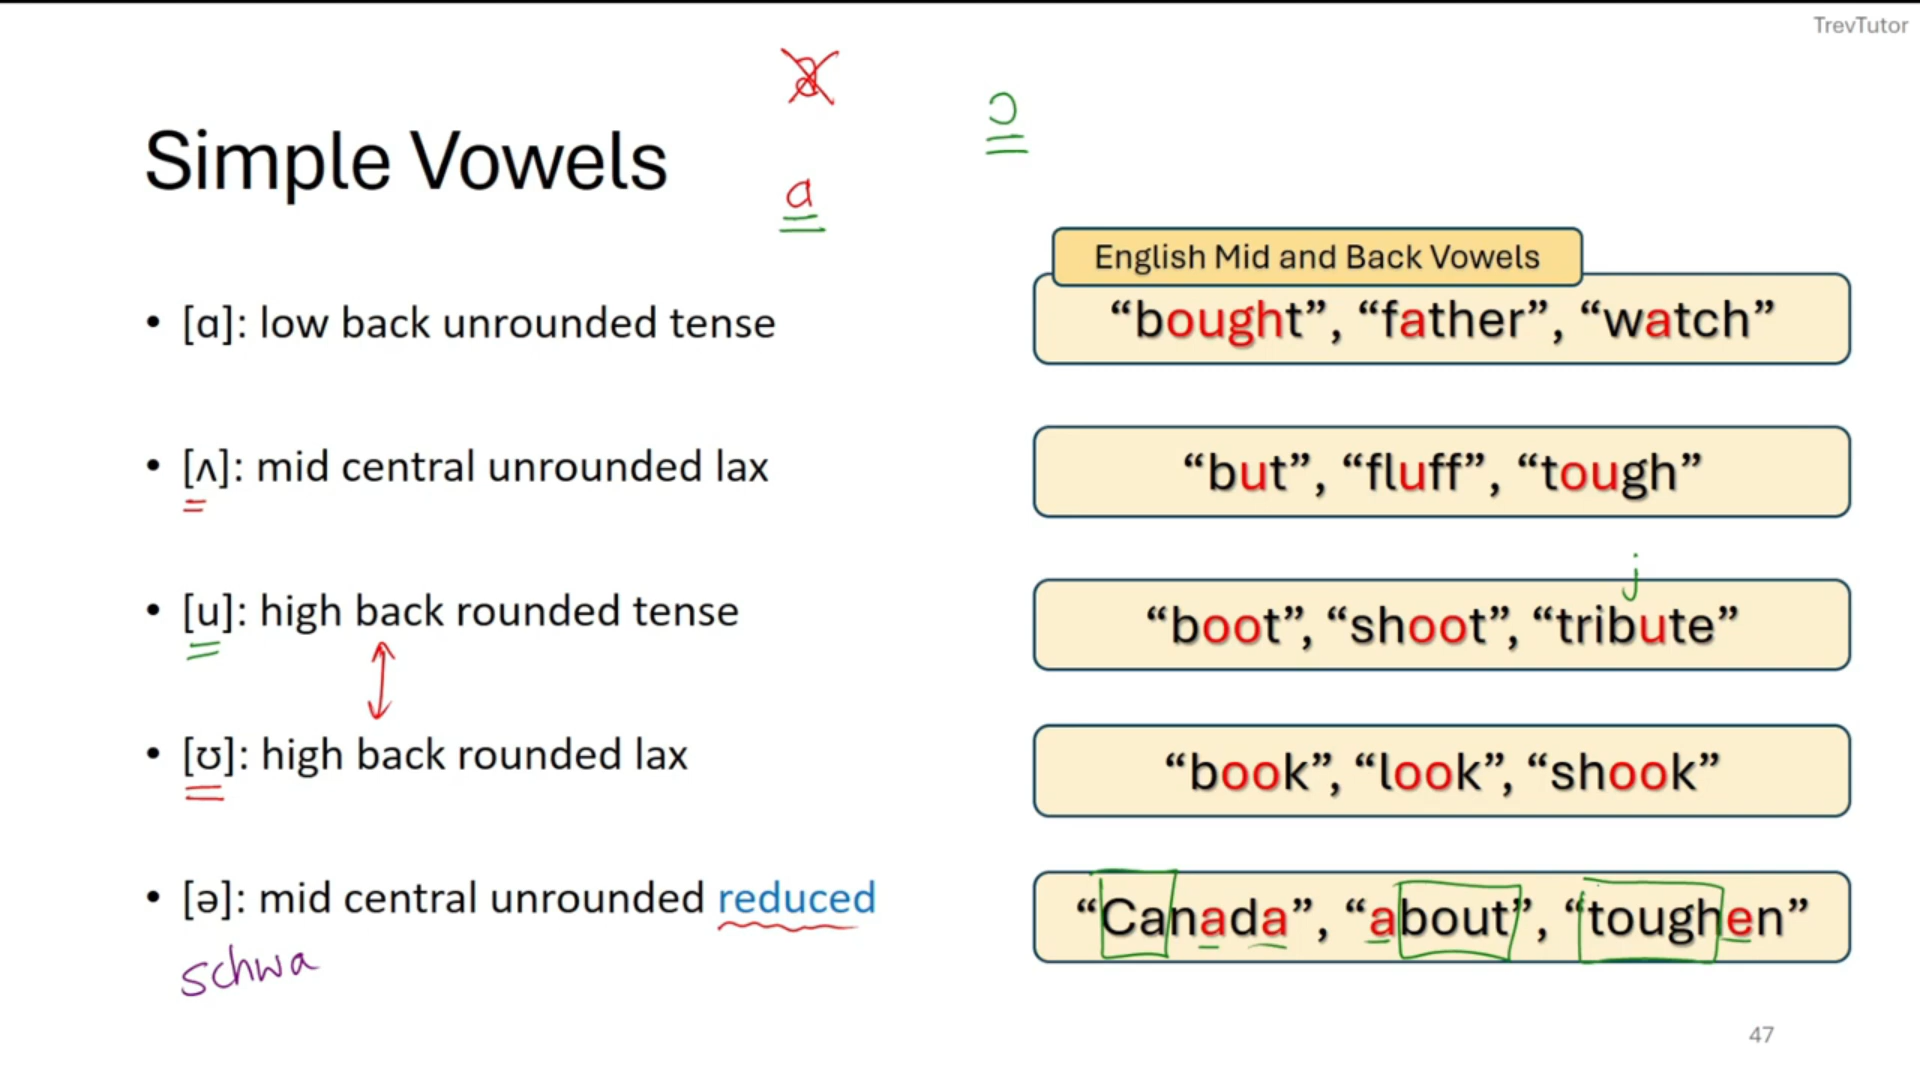 TrevTutor
a
ɔ
Simple Vowels
ɑ
English Mid and Back Vowels
• [ɑ]: low back unrounded tense
“bought”, “father”, “watch”
• [ʌ]: mid central unrounded lax
“but”, “fluff”, “tough”
j
• [u]: high back rounded tense
“boot”, “shoot”, “tribute”
• [ʊ]: high back rounded lax
“book”, “look”, “shook”
• [ə]: mid central unrounded reduced
“Canada”, “about”, “toughen”
schwa
47